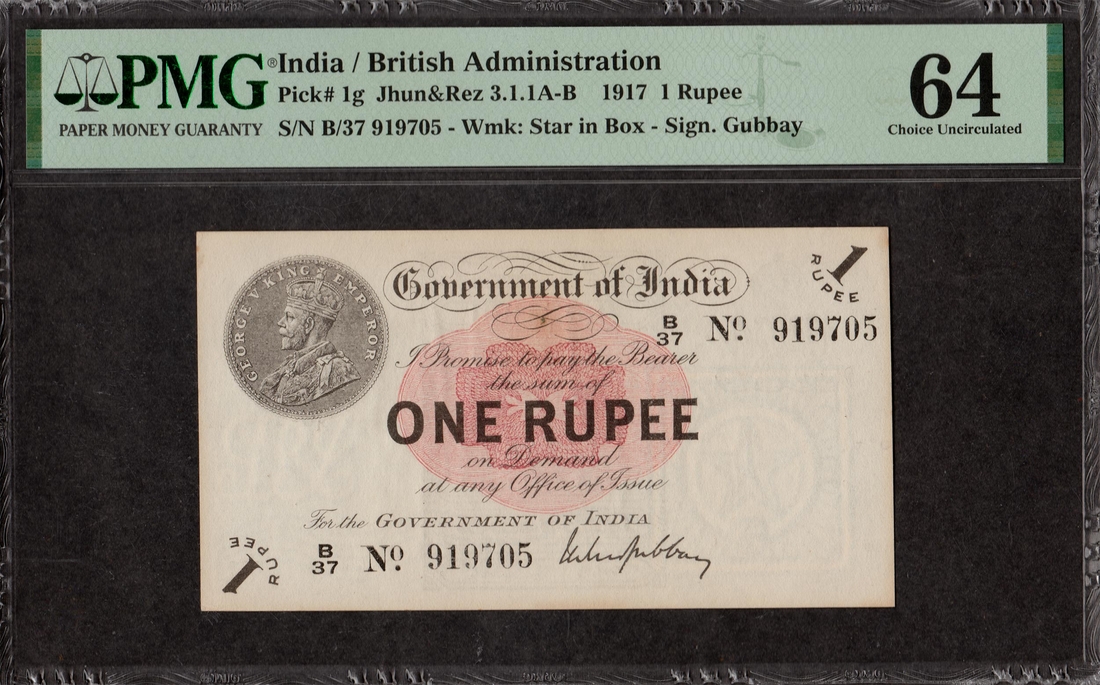 PMG® India / British Administration
Pick# 1g Jhun&Rez 3.1.1A-B 1917 1 Rupee
PAPER MONEY GUARANTY S/N B/37 919705 - Wmk: Star in Box - Sign. Gubbay
64
Choice Uncirculated
GEORGE V KING EMPEROR
Government of India
1 RUPEE
B/37 No 919705
I Promise to pay the Bearer
the sum of
ONE RUPEE
on Demand
at any Office of Issue
For the GOVERNMENT OF INDIA
1 RUPEE
B/37 No 919705